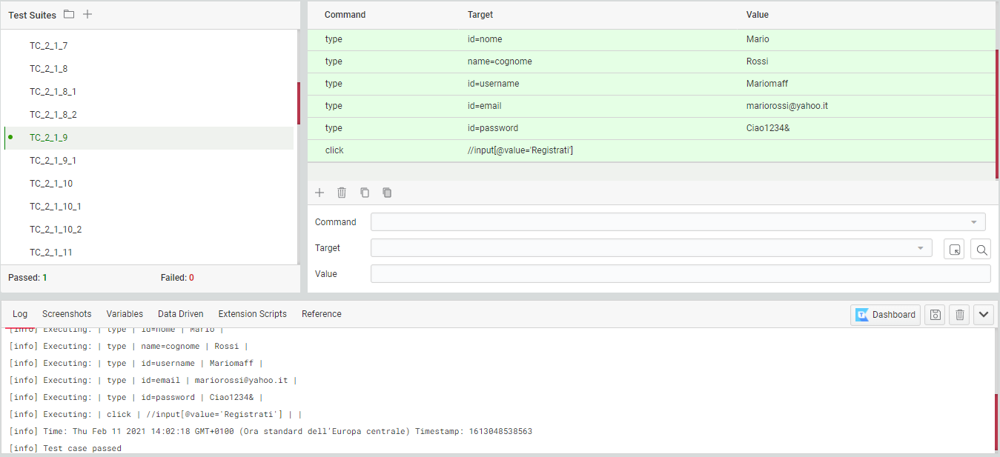 Test Suites
TC_2_1_7
TC_2_1_8
TC_2_1_8_1
TC_2_1_8_2
TC_2_1_9
TC_2_1_9_1
TC_2_1_10
TC_2_1_10_1
TC_2_1_10_2
TC_2_1_11
Passed: 1 Failed: 0
Command Target Value
type id=nome Mario
type name=cognome Rossi
type id=username Mariomaff
type id=email mariorossi@yahoo.it
type id=password Ciao1234&
click //input[@value='Registrati']
Command
Target
Value
Log Screenshots Variables Data Driven Extension Scripts Reference Dashboard
[info] Executing: | type | id=nome | Mario |
[info] Executing: | type | name=cognome | Rossi |
[info] Executing: | type | id=username | Mariomaff |
[info] Executing: | type | id=email | mariorossi@yahoo.it |
[info] Executing: | type | id=password | Ciao1234& |
[info] Executing: | click | //input[@value='Registrati'] | |
[info] Time: Thu Feb 11 2021 14:02:18 GMT+0100 (Ora standard dell'Europa centrale) Timestamp: 1613048538563
[info] Test case passed